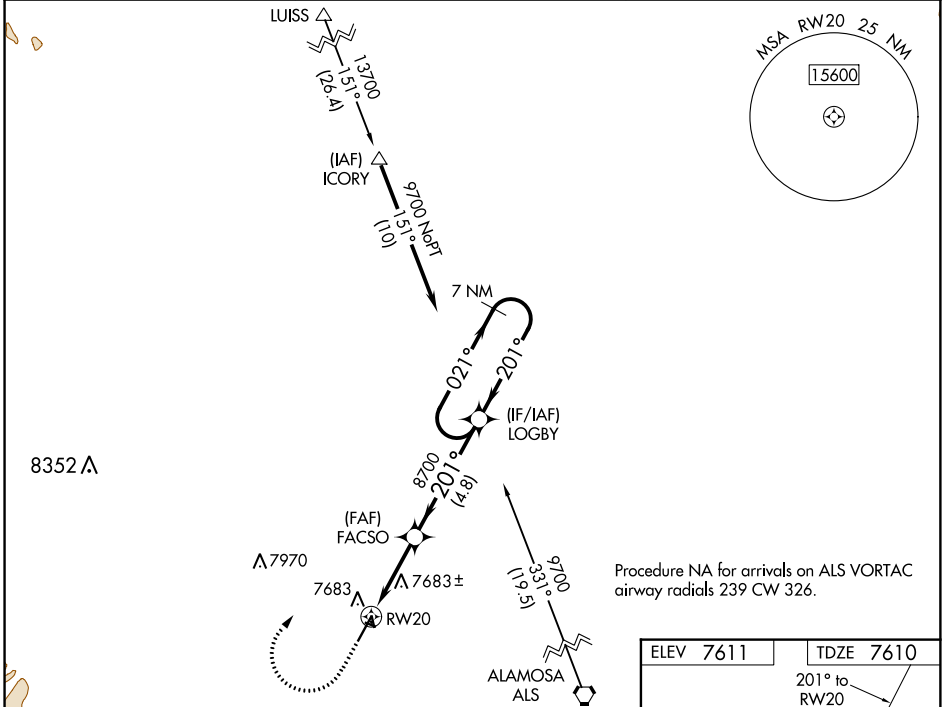 LUISS
13700
151°
(26.4)
MSA RW20 25 NM
15600
(IAF)
ICORY
9700 NoPT
151°
(10)
7 NM
021°
201°
(IF/IAF)
LOGBY
8352
8700
201°
(4.8)
(FAF)
FACSO
7970
7683
7683±
RW20
9700
331°
(19.5)
Procedure NA for arrivals on ALS VORTAC
airway radials 239 CW 326.
ALAMOSA
ALS
ELEV 7611
TDZE 7610
201° to
RW20